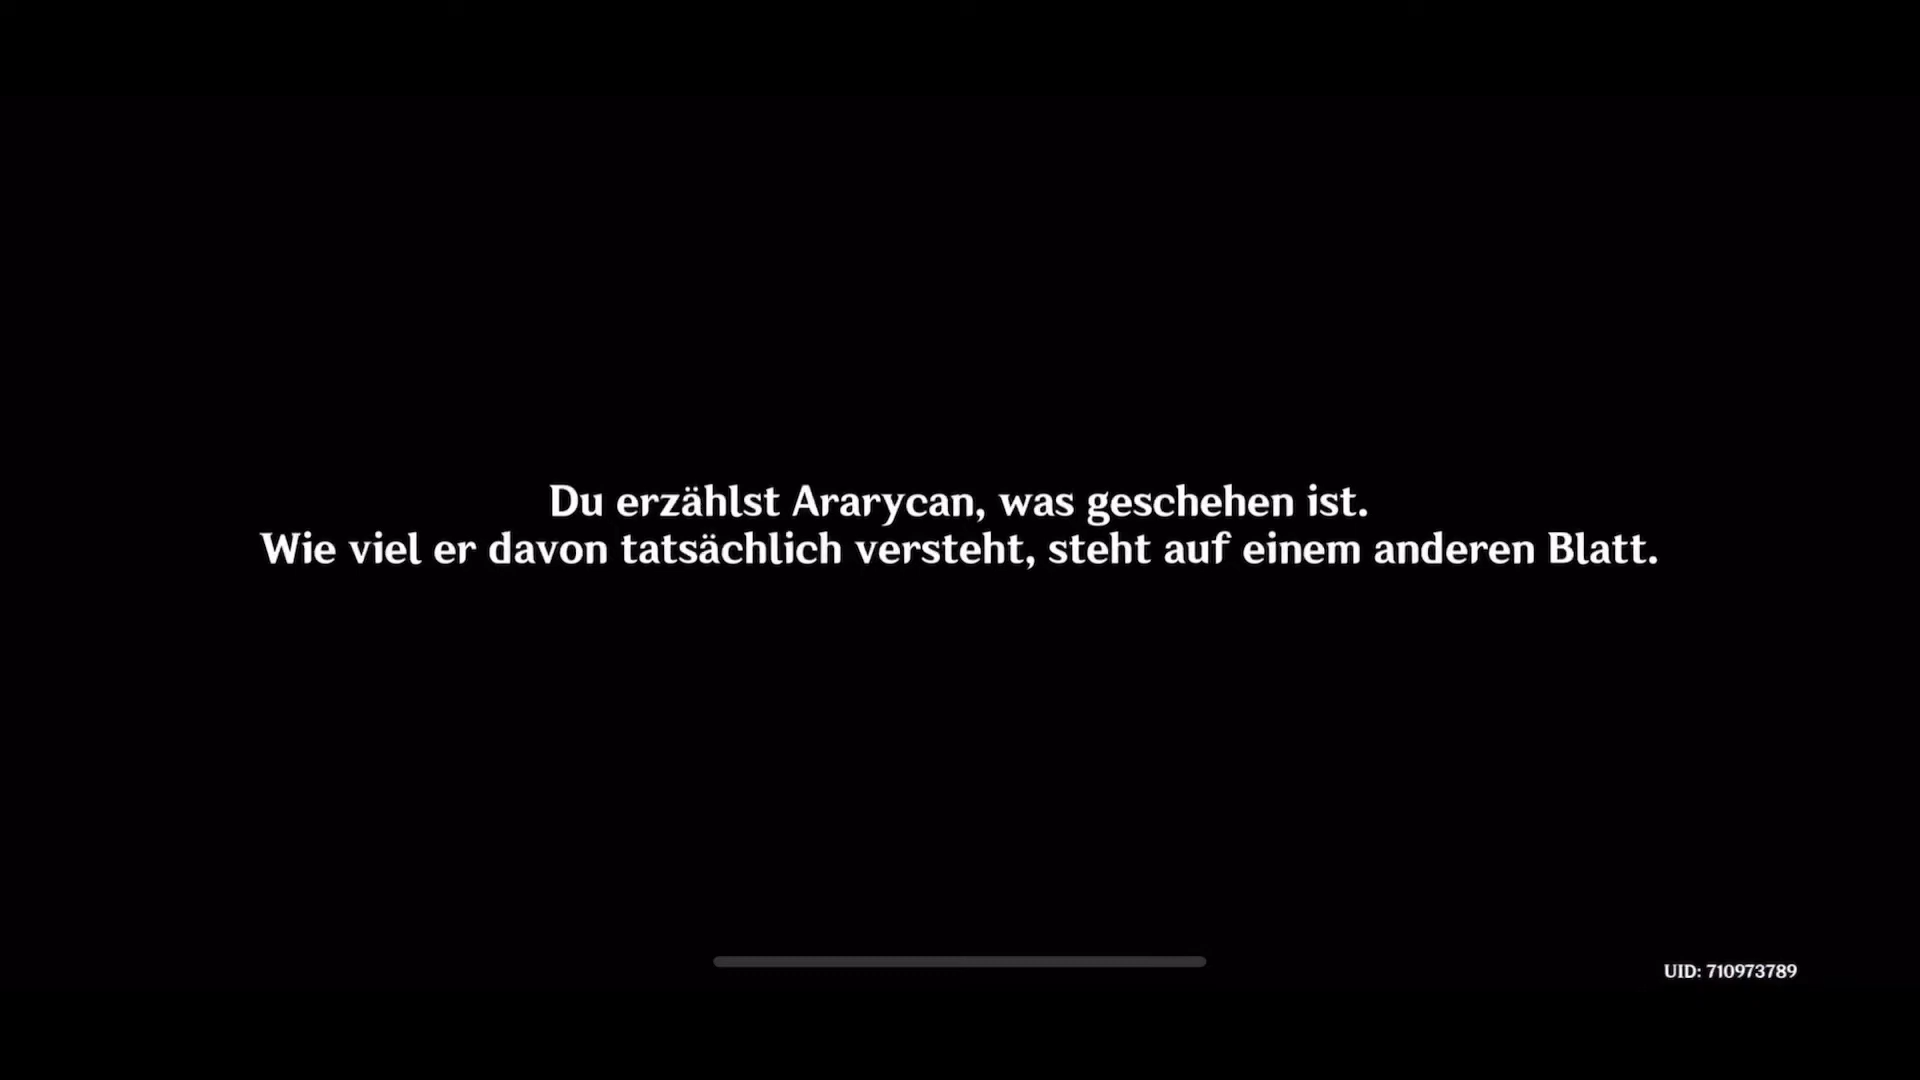 Du erzählst Ararycan, was geschehen ist.
Wie viel er davon tatsächlich versteht, steht auf einem anderen Blatt.
UID: 710973789